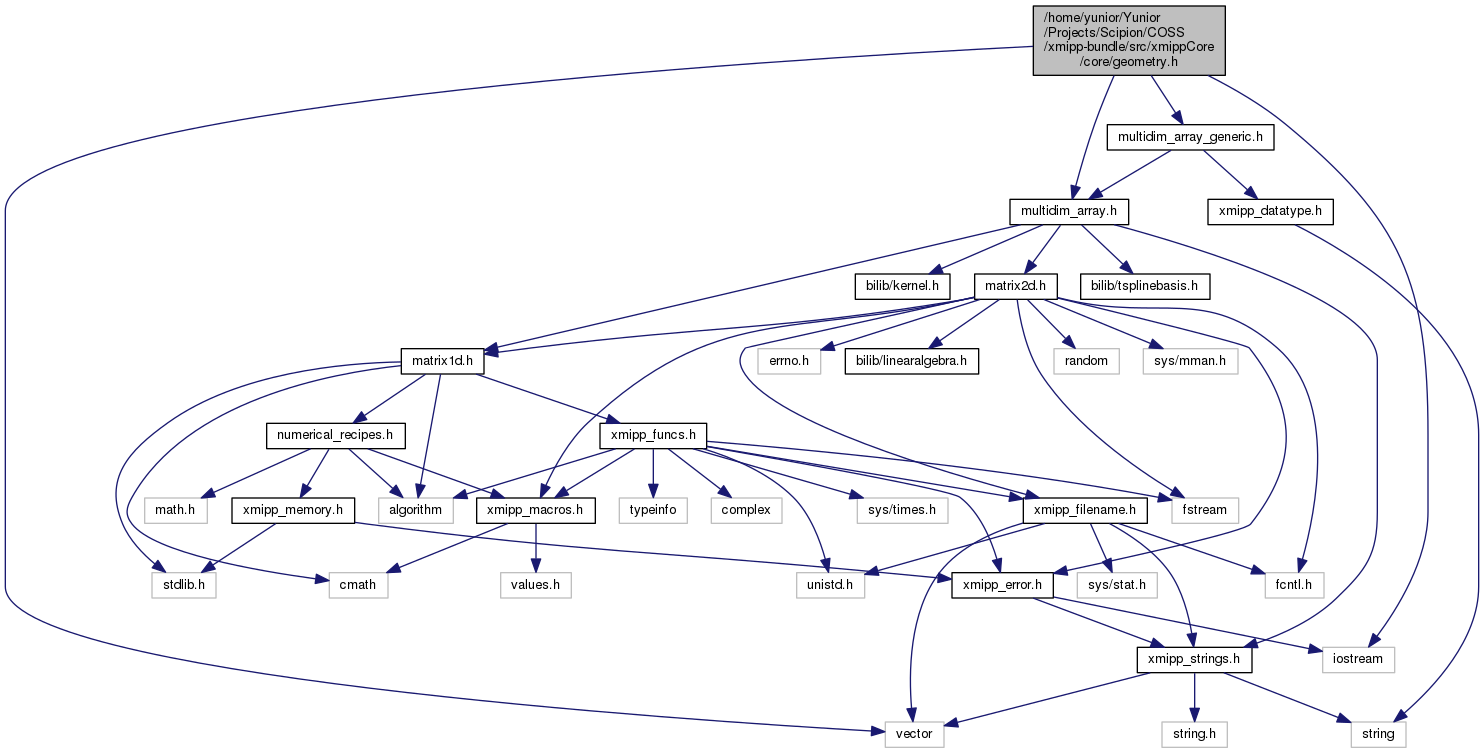 /home/yunior/Yunior
/Projects/Scipion/COSS
/xmipp-bundle/src/xmippCore
/core/geometry.h
multidim_array_generic.h
multidim_array.h
xmipp_datatype.h
bilib/kernel.h
matrix2d.h
bilib/tsplinebasis.h
matrix1d.h
errno.h
bilib/linearalgebra.h
random
sys/mman.h
numerical_recipes.h
xmipp_funcs.h
math.h
xmipp_memory.h
algorithm
xmipp_macros.h
typeinfo
complex
sys/times.h
xmipp_filename.h
fstream
stdlib.h
cmath
values.h
unistd.h
xmipp_error.h
sys/stat.h
fcntl.h
xmipp_strings.h
iostream
vector
string.h
string